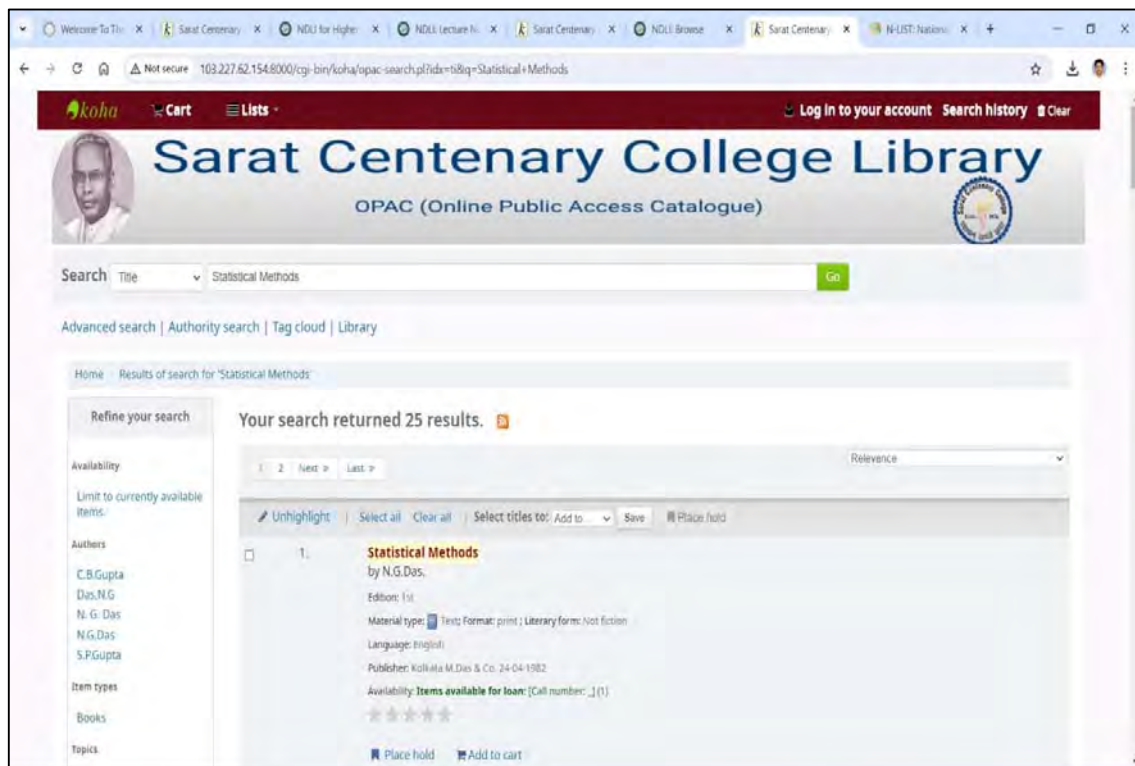 Welcome To Th
Sarat Centenary
NDLI for Higher
NDLI Lecture N
Sarat Centenary
NDLI Browse
Sarat Centenary
N-LIST: Nationa
Not secure 103.227.62.154:8000/cgi-bin/koha/opac-search.pl?idx=ti&q=Statistical+Methods
koha Cart Lists Log in to your account Search history Clear
Sarat Centenary College Library
OPAC (Online Public Access Catalogue)
Search Title Statistical Methods Go
Advanced search | Authority search | Tag cloud | Library
Home Results of search for 'Statistical Methods'
Refine your search
Your search returned 25 results.
Availability
Limit to currently available
items.
Authors
C.B.Gupta
Das,N.G
N. G. Das
N.G.Das
S.P.Gupta
Item types
Books
Topics
1 2 Next » Last »
Relevance
Unhighlight | Select all Clear all | Select titles to: Add to... Save Place hold
1. Statistical Methods
by N.G.Das.
Edition: 1st
Material type: Text; Format: print ; Literary form: Not fiction
Language: English
Publisher: Kolkata M.Das & Co. 24-04-1982
Availability: Items available for loan: [Call number: _] (1)
Place hold Add to cart